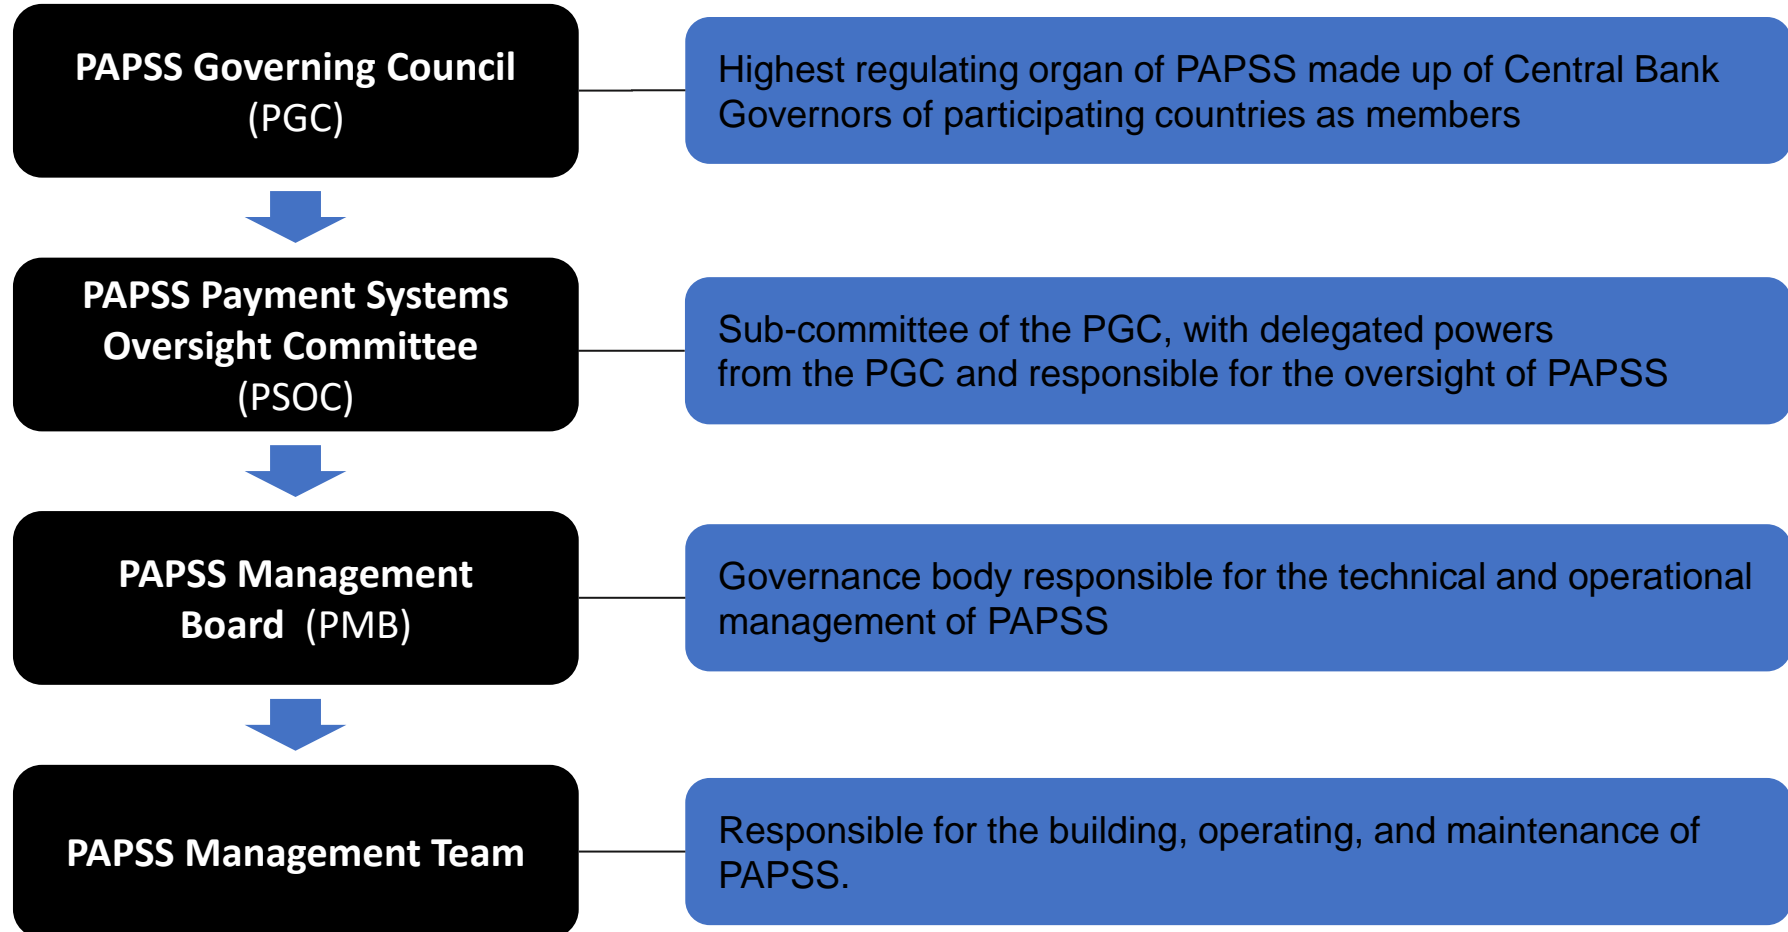 PAPSS Governing Council
(PGC)
Highest regulating organ of PAPSS made up of Central Bank
Governors of participating countries as members
PAPSS Payment Systems
Oversight Committee
(PSOC)
Sub-committee of the PGC, with delegated powers
from the PGC and responsible for the oversight of PAPSS
PAPSS Management
Board (PMB)
Governance body responsible for the technical and operational
management of PAPSS
PAPSS Management Team
Responsible for the building, operating, and maintenance of
PAPSS.